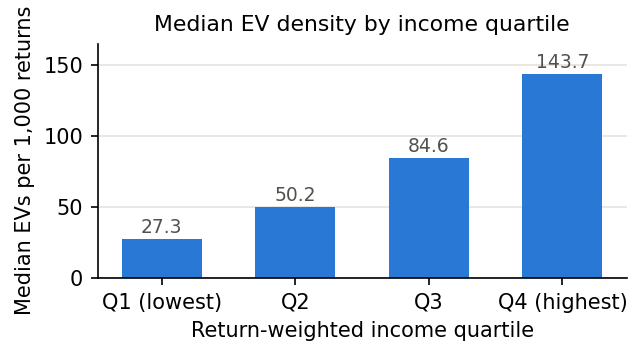 Median EV density by income quartile
Median EVs per 1,000 returns
150
100
50
0
27.3
50.2
84.6
143.7
Q1 (lowest)
Q2
Q3
Q4 (highest)
Return-weighted income quartile